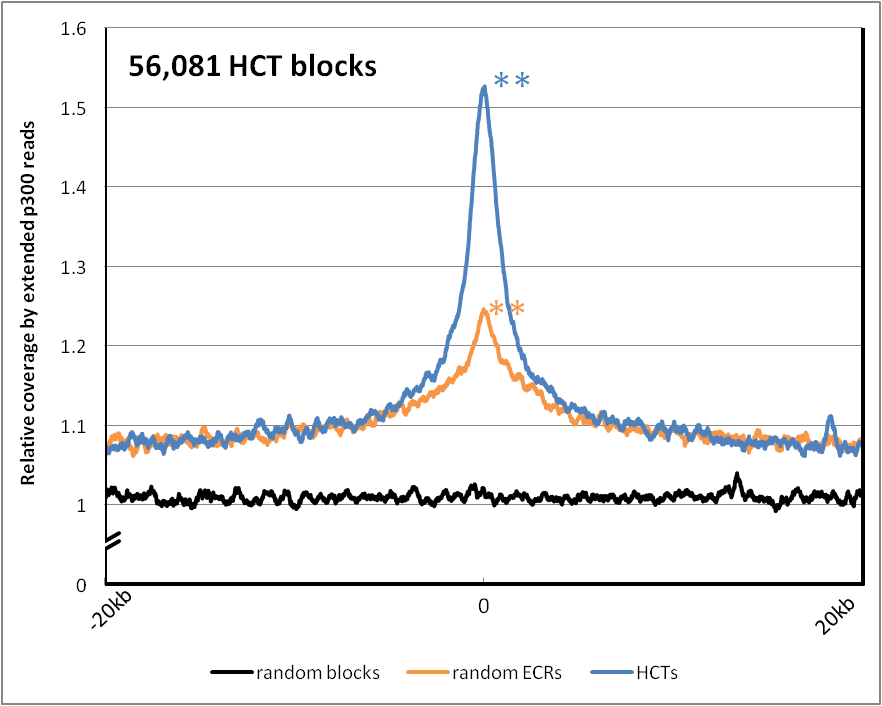 56,081 HCT blocks
**
**
Relative coverage by extended p300 reads
1.6
1.5
1.4
1.3
1.2
1.1
1
0
-20kb
0
20kb
random blocks
random ECRs
HCTs